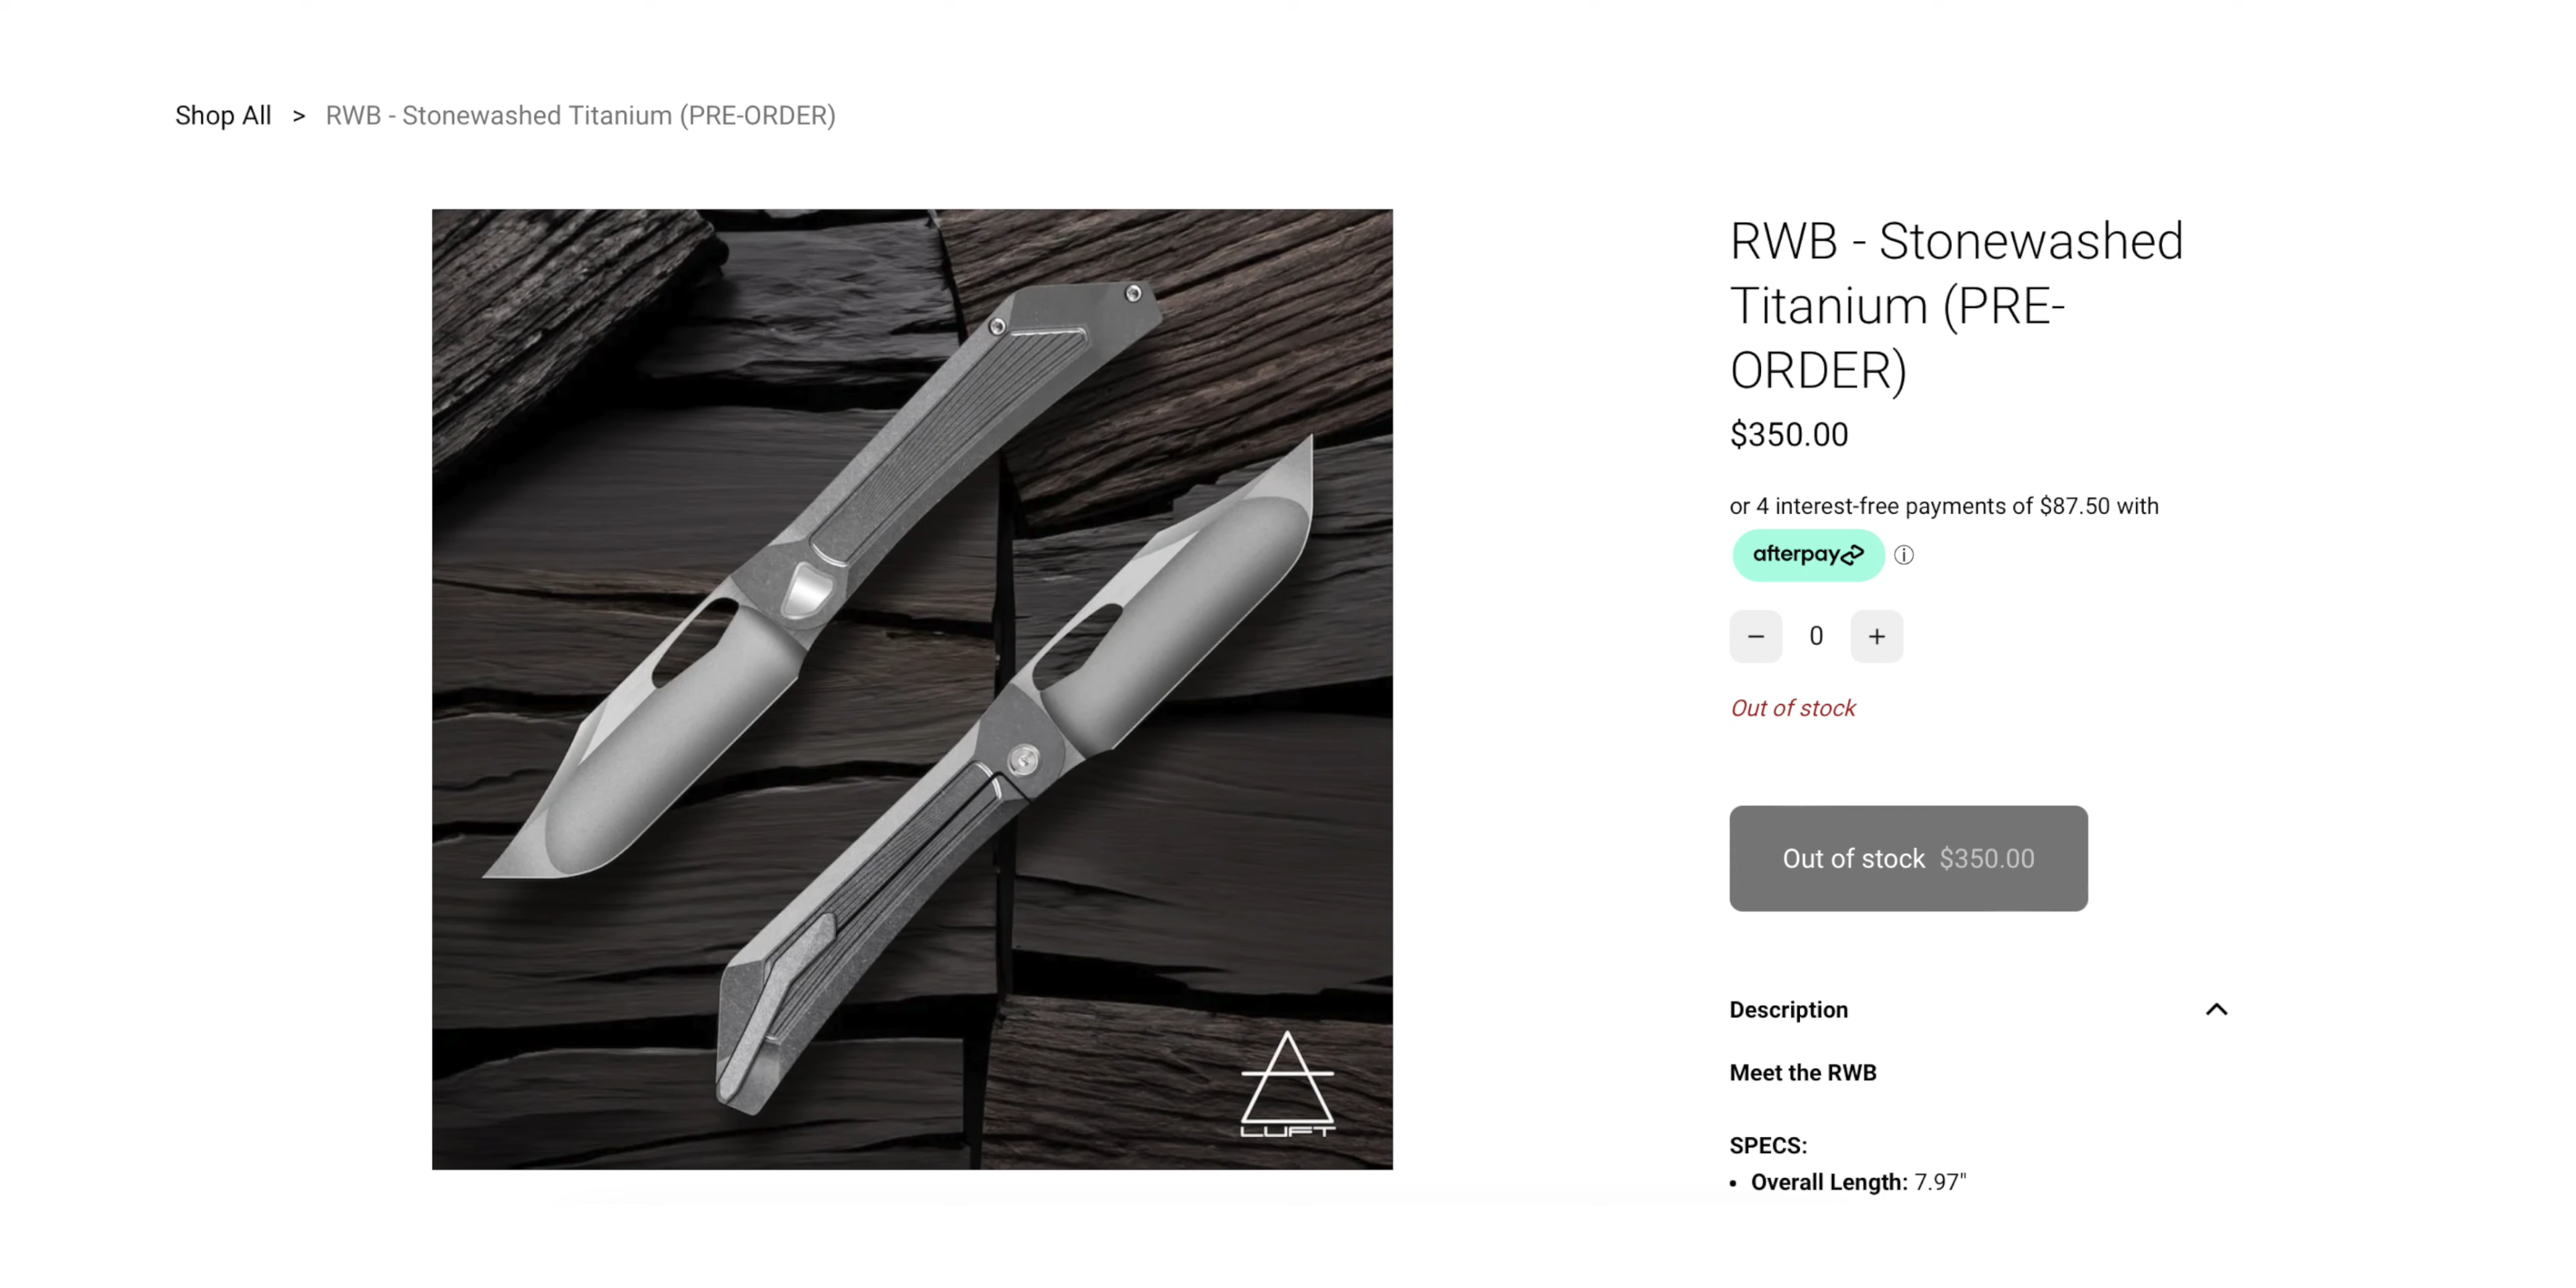 Shop All > RWB - Stonewashed Titanium (PRE-ORDER)
RWB - Stonewashed
Titanium (PRE-
ORDER)
$350.00
or 4 interest-free payments of $87.50 with
afterpay
− 0 +
Out of stock
Out of stock $350.00
Description
Meet the RWB
SPECS:
• Overall Length: 7.97"
LUFT